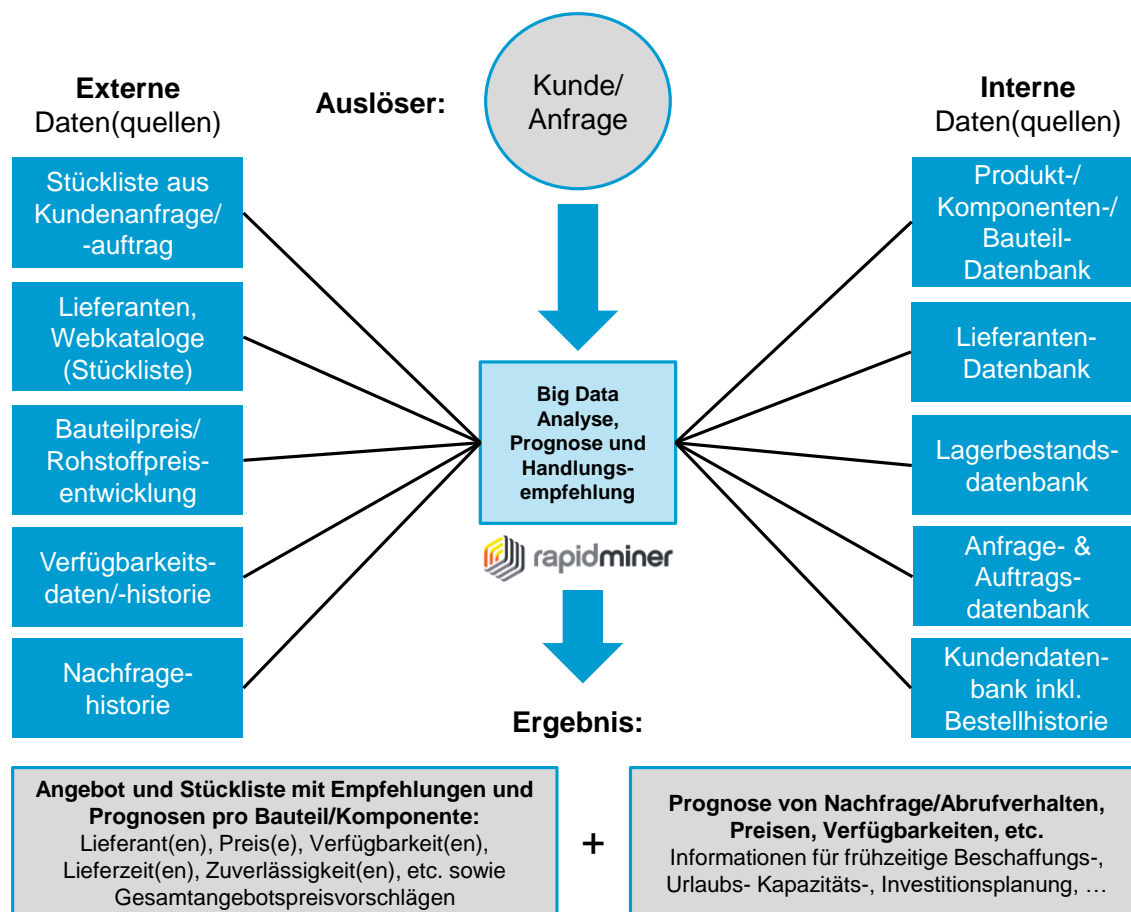 Externe
Daten(quellen)
Auslöser:
Kunde/
Anfrage
Interne
Daten(quellen)
Stückliste aus
Kundenanfrage/
-auftrag
Lieferanten,
Webkataloge
(Stückliste)
Bauteilpreis/
Rohstoffpreis-
entwicklung
Verfügbarkeits-
daten/-historie
Nachfrage-
historie
Big Data
Analyse,
Prognose und
Handlungs-
empfehlung
rapidminer
Produkt-/
Komponenten-/
Bauteil-
Datenbank
Lieferanten-
Datenbank
Lagerbestands-
datenbank
Anfrage- &
Auftrags-
datenbank
Kundendaten-
bank inkl.
Bestellhistorie
Ergebnis:
Angebot und Stückliste mit Empfehlungen und
Prognosen pro Bauteil/Komponente:
Lieferant(en), Preis(e), Verfügbarkeit(en),
Lieferzeit(en), Zuverlässigkeit(en), etc. sowie
Gesamtangebotspreisvorschlägen
+
Prognose von Nachfrage/Abrufverhalten,
Preisen, Verfügbarkeiten, etc.
Informationen für frühzeitige Beschaffungs-,
Urlaubs- Kapazitäts-, Investitionsplanung, …